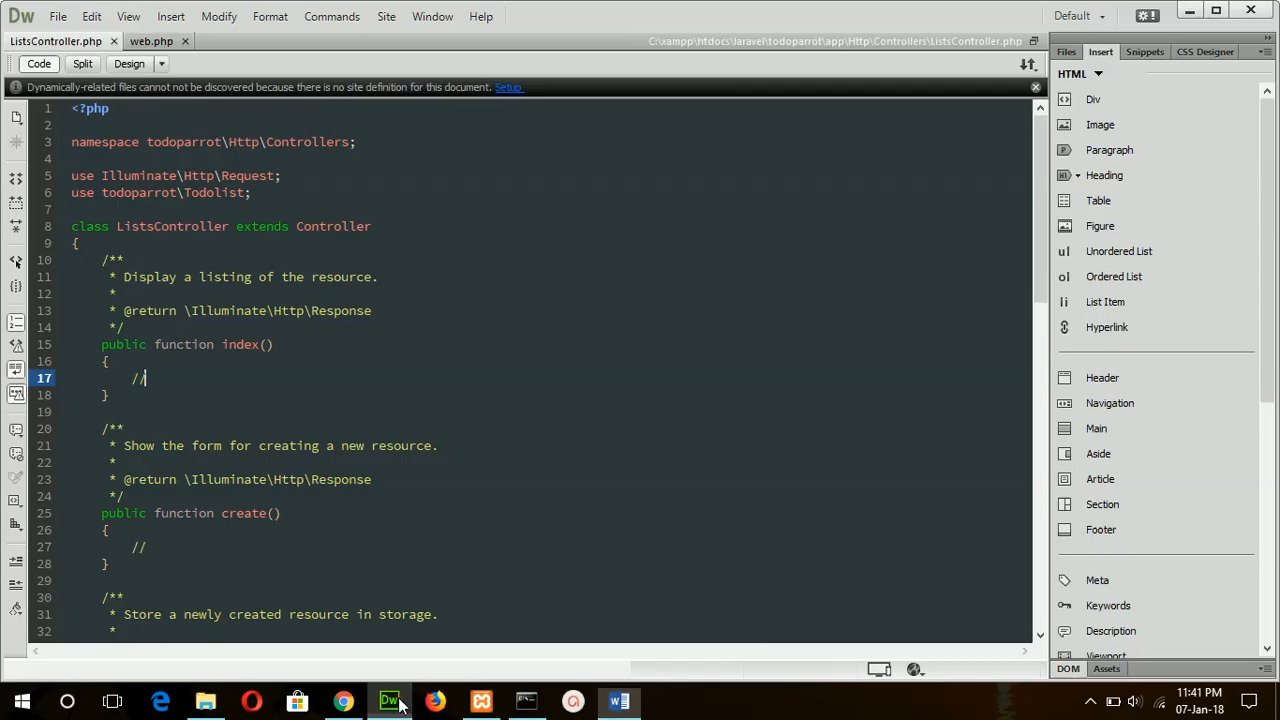 Dw File Edit View Insert Modify Format Commands Site Window Help Default
ListsController.php × web.php × C:\xampp\htdocs\laravel\todoparrot\app\Http\Controllers\ListsController.php
Code Split Design
Dynamically-related files cannot not be discovered because there is no site definition for this document. Setup
1 <?php
2
3 namespace todoparrot\Http\Controllers;
4
5 use Illuminate\Http\Request;
6 use todoparrot\Todolist;
7
8 class ListsController extends Controller
9 {
10 /**
11 * Display a listing of the resource.
12 *
13 * @return \Illuminate\Http\Response
14 */
15 public function index()
16 {
17 //
18 }
19
20 /**
21 * Show the form for creating a new resource.
22 *
23 * @return \Illuminate\Http\Response
24 */
25 public function create()
26 {
27 //
28 }
29
30 /**
31 * Store a newly created resource in storage.
32 *
Files Insert Snippets CSS Designer
HTML
Div
Image
Paragraph
H1 Heading
Table
Figure
ul Unordered List
ol Ordered List
li List Item
Hyperlink
Header
Navigation
Main
Aside
Article
Section
Footer
Meta
Keywords
Description
Viewport
DOM Assets
Dw
11:41 PM
07-Jan-18